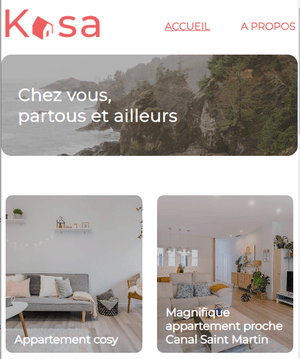 Kasa
ACCUEIL A PROPOS
Chez vous,
partous et ailleurs
Appartement cosy
Magnifique
appartement proche
Canal Saint Martin